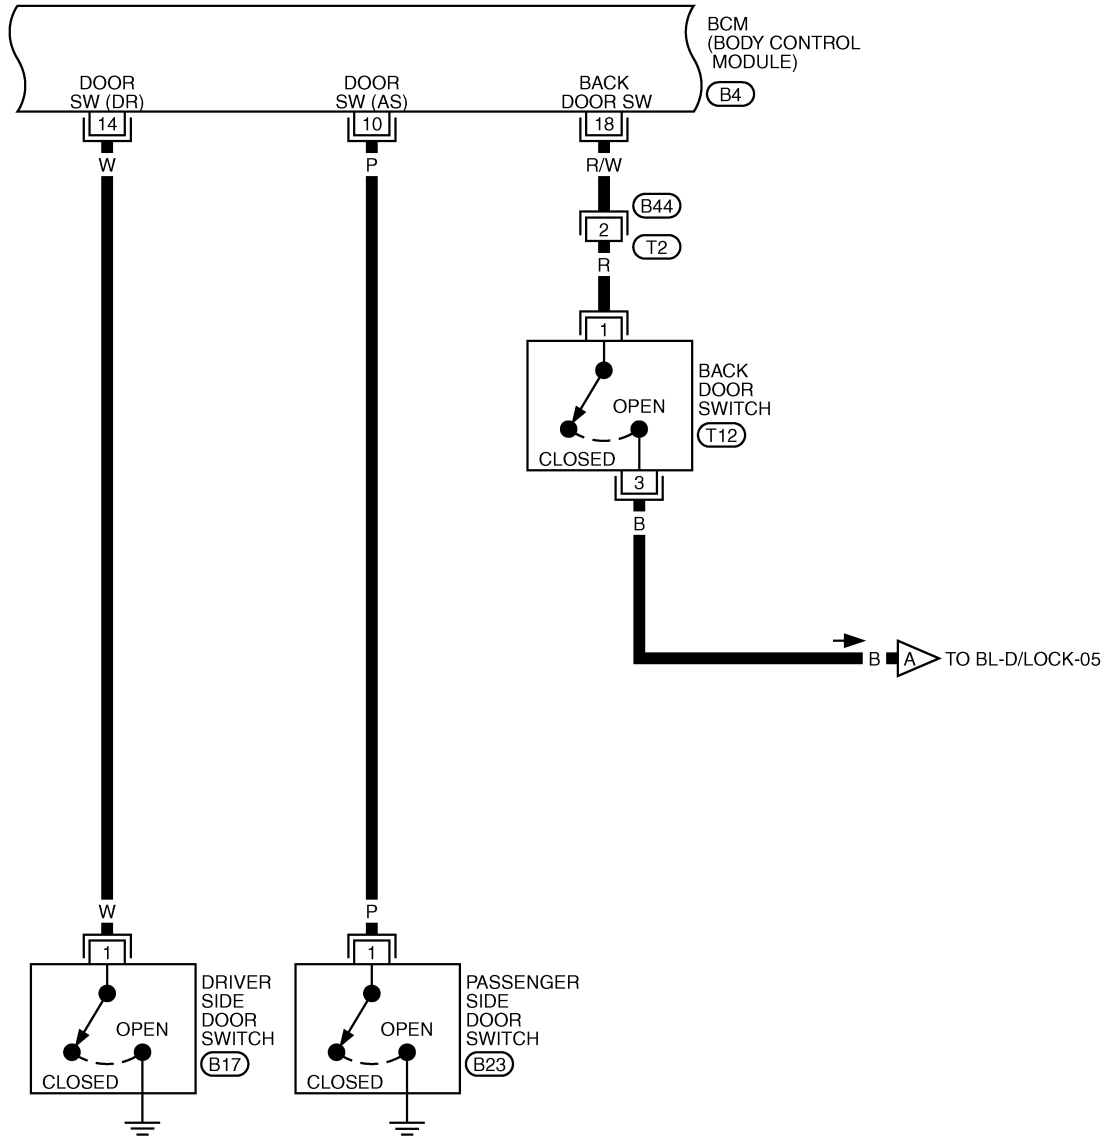 BCM
(BODY CONTROL
MODULE)
B4
DOOR
SW (DR)
DOOR
SW (AS)
BACK
DOOR SW
14
10
18
W
P
R/W
B44
2
T2
R
1
BACK
DOOR
SWITCH
T12
OPEN
CLOSED
3
B
B
A
TO BL-D/LOCK-05
W
P
1
1
DRIVER
SIDE
DOOR
SWITCH
B17
OPEN
CLOSED
PASSENGER
SIDE
DOOR
SWITCH
B23
OPEN
CLOSED